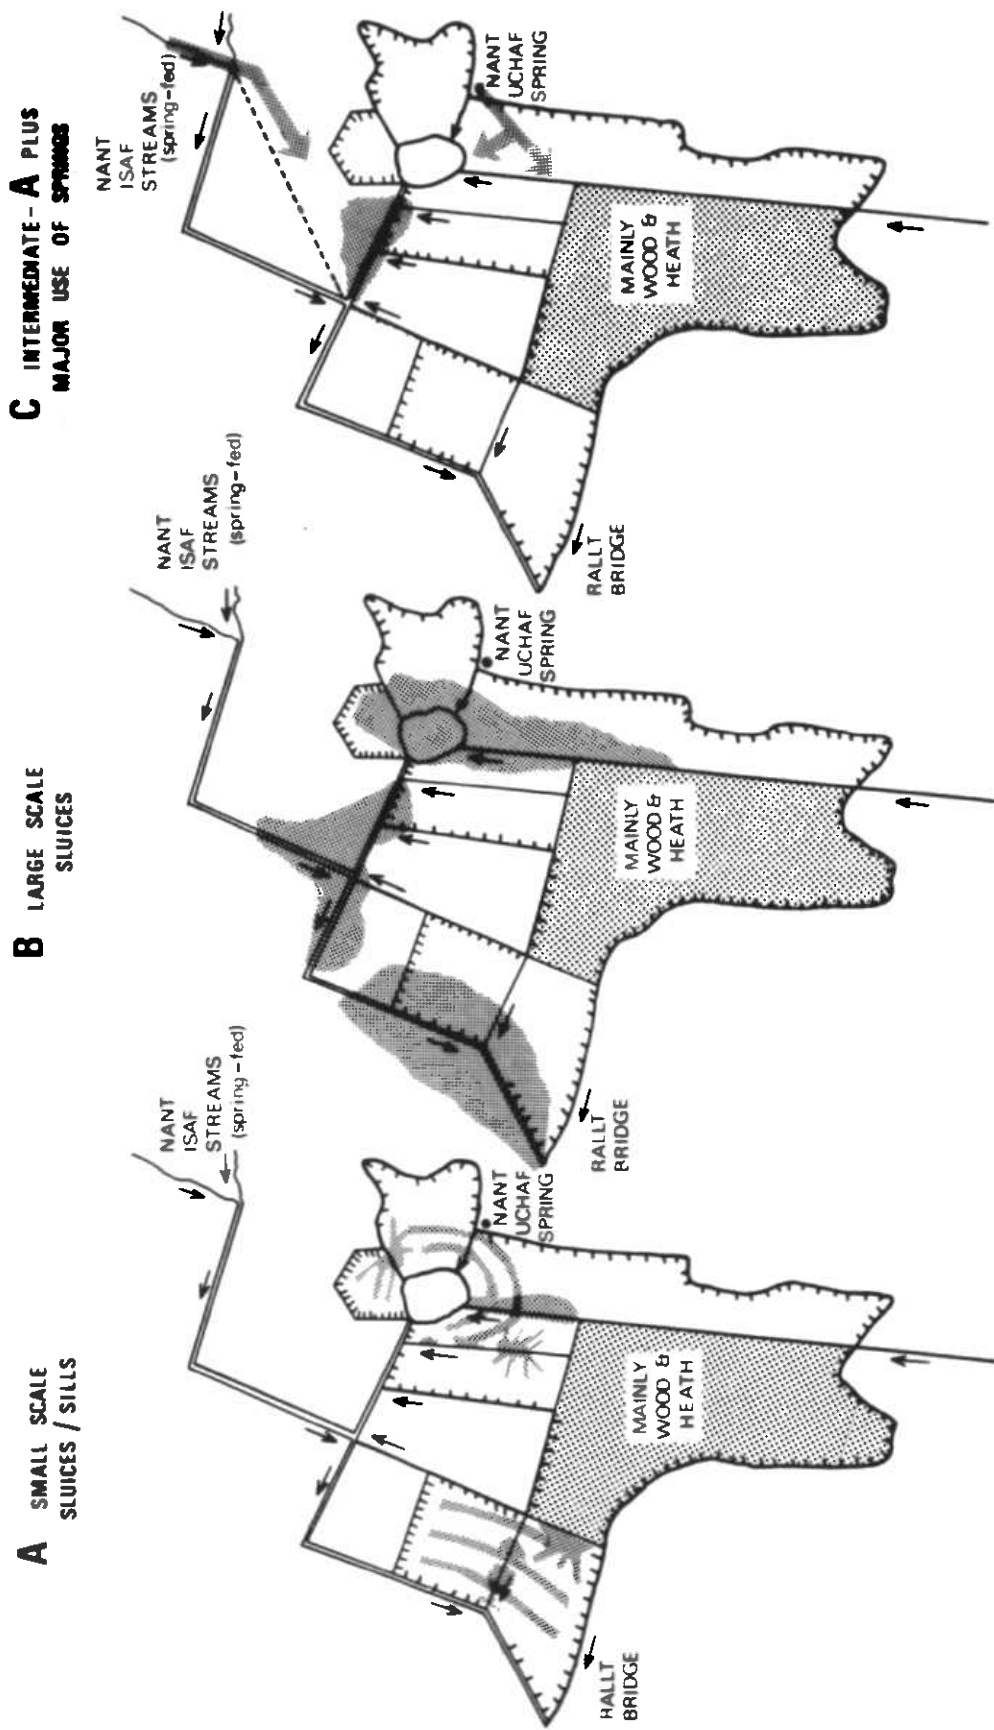 A SMALL SCALE
SLUICES / SILLS
NANT
ISAF
STREAMS
(spring-fed)
NANT
UCHAF
SPRING
MAINLY
WOOD &
HEATH
RALLT
BRIDGE
B LARGE SCALE
SLUICES
NANT
ISAF
STREAMS
(spring-fed)
NANT
UCHAF
SPRING
MAINLY
WOOD &
HEATH
RALLT
BRIDGE
C INTERMEDIATE-A PLUS
MAJOR USE OF SPRINGS
NANT
ISAF
STREAMS
(spring-fed)
NANT
UCHAF
SPRING
MAINLY
WOOD &
HEATH
RALLT
BRIDGE